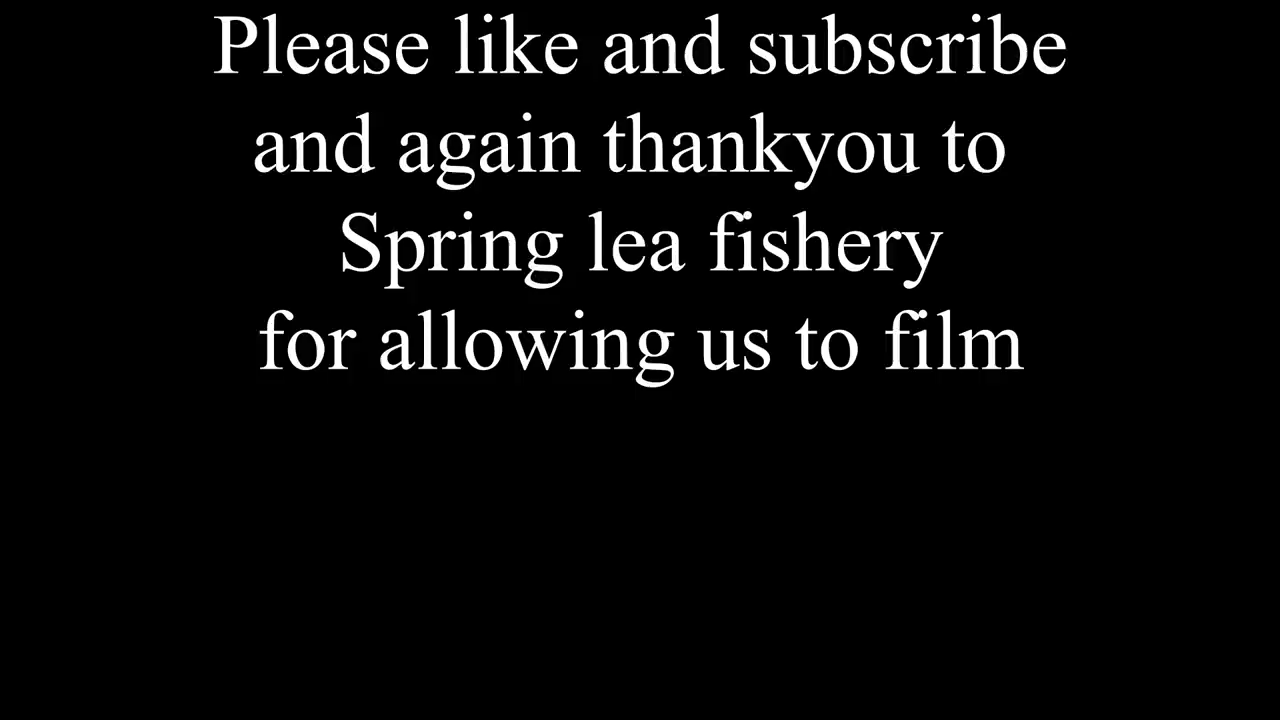 Please like and subscribe
and again thankyou to
Spring lea fishery
for allowing us to film